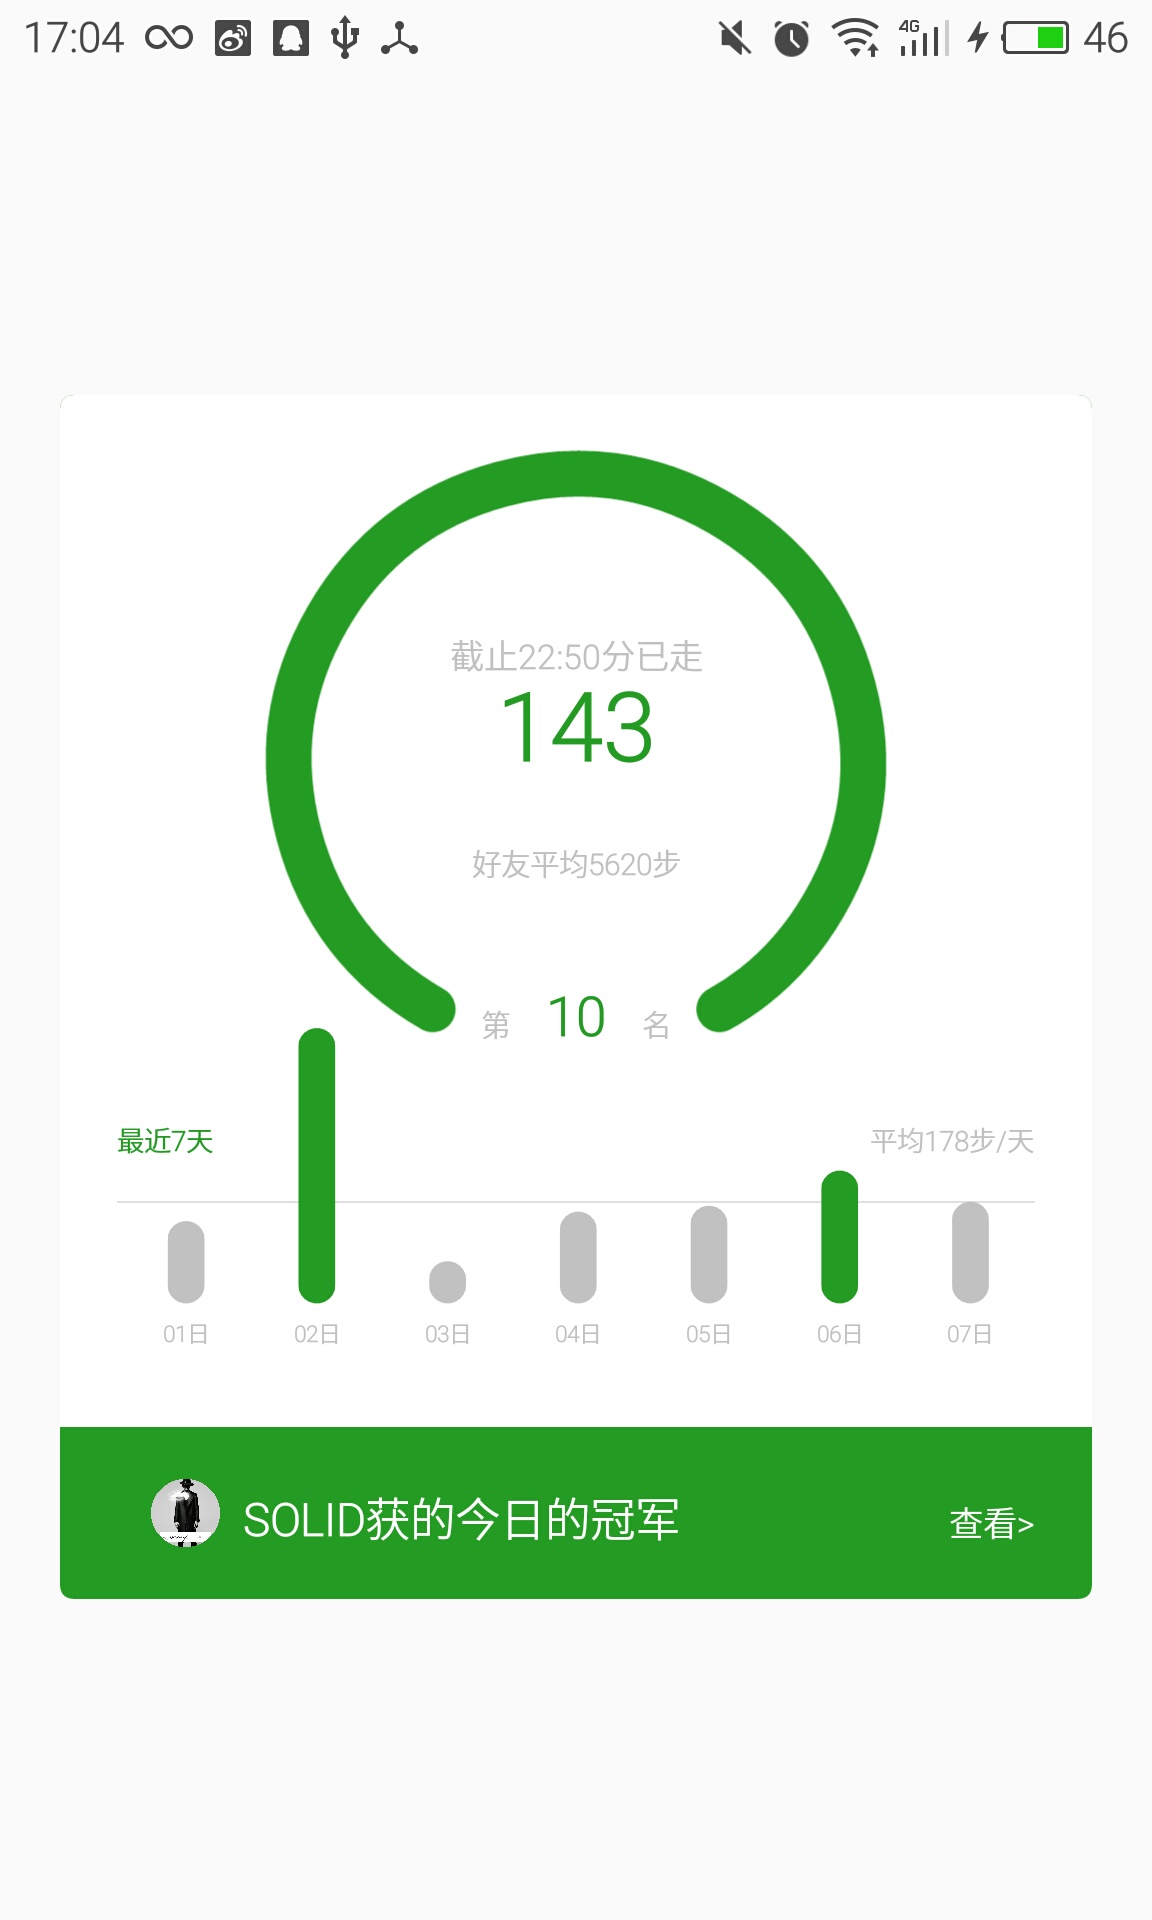 17:04 4G 46
截止22:50分已走
143
好友平均5620步
第 10 名
最近7天 平均178步/天
01日 02日 03日 04日 05日 06日 07日
SOLID获的今日的冠军 查看>